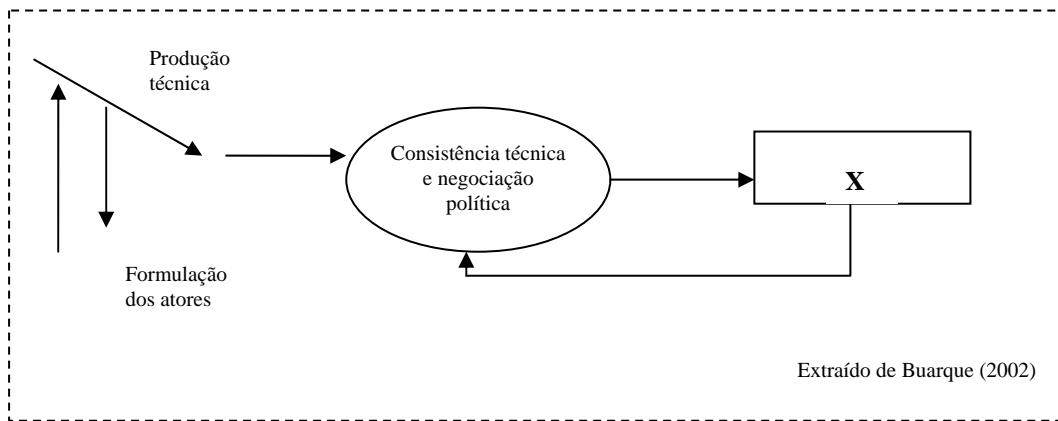 Produção
técnica
Consistência técnica
e negociação
política
X
Formulação
dos atores
Extraído de Buarque (2002)